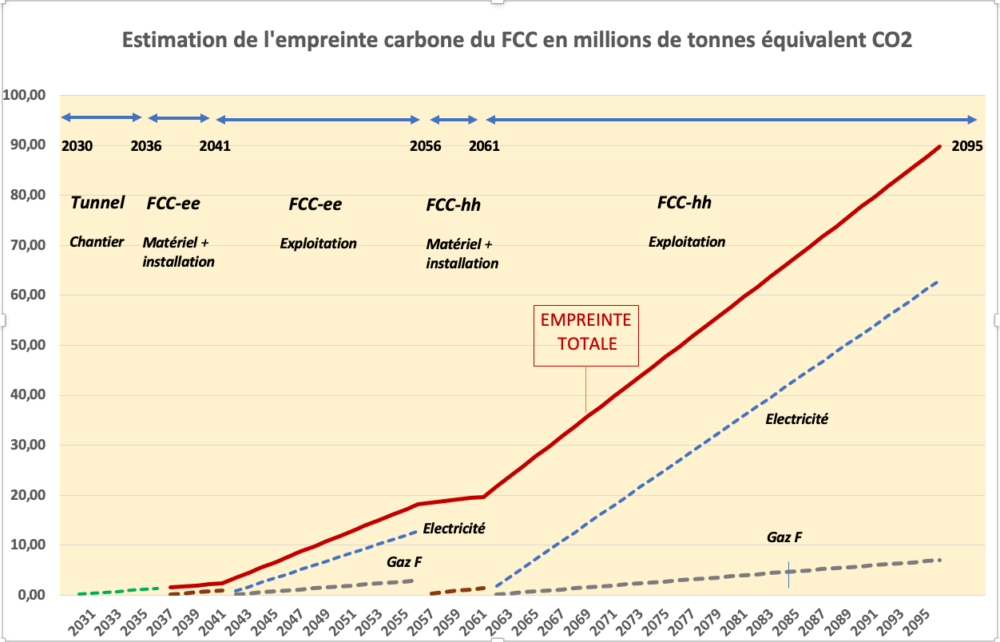 Estimation de l'empreinte carbone du FCC en millions de tonnes équivalent CO2
100,00
90,00
80,00
70,00
60,00
50,00
40,00
30,00
20,00
10,00
0,00
2030
2036
2041
2056
2061
2095
Tunnel
FCC-ee
FCC-ee
FCC-hh
FCC-hh
Chantier
Matériel +
installation
Exploitation
Matériel +
installation
Exploitation
EMPREINTE
TOTALE
Electricité
Electricité
Gaz F
Gaz F
2031
2033
2035
2037
2039
2041
2043
2045
2047
2049
2051
2053
2055
2057
2059
2061
2063
2065
2067
2069
2071
2073
2075
2077
2079
2081
2083
2085
2087
2089
2091
2093
2095